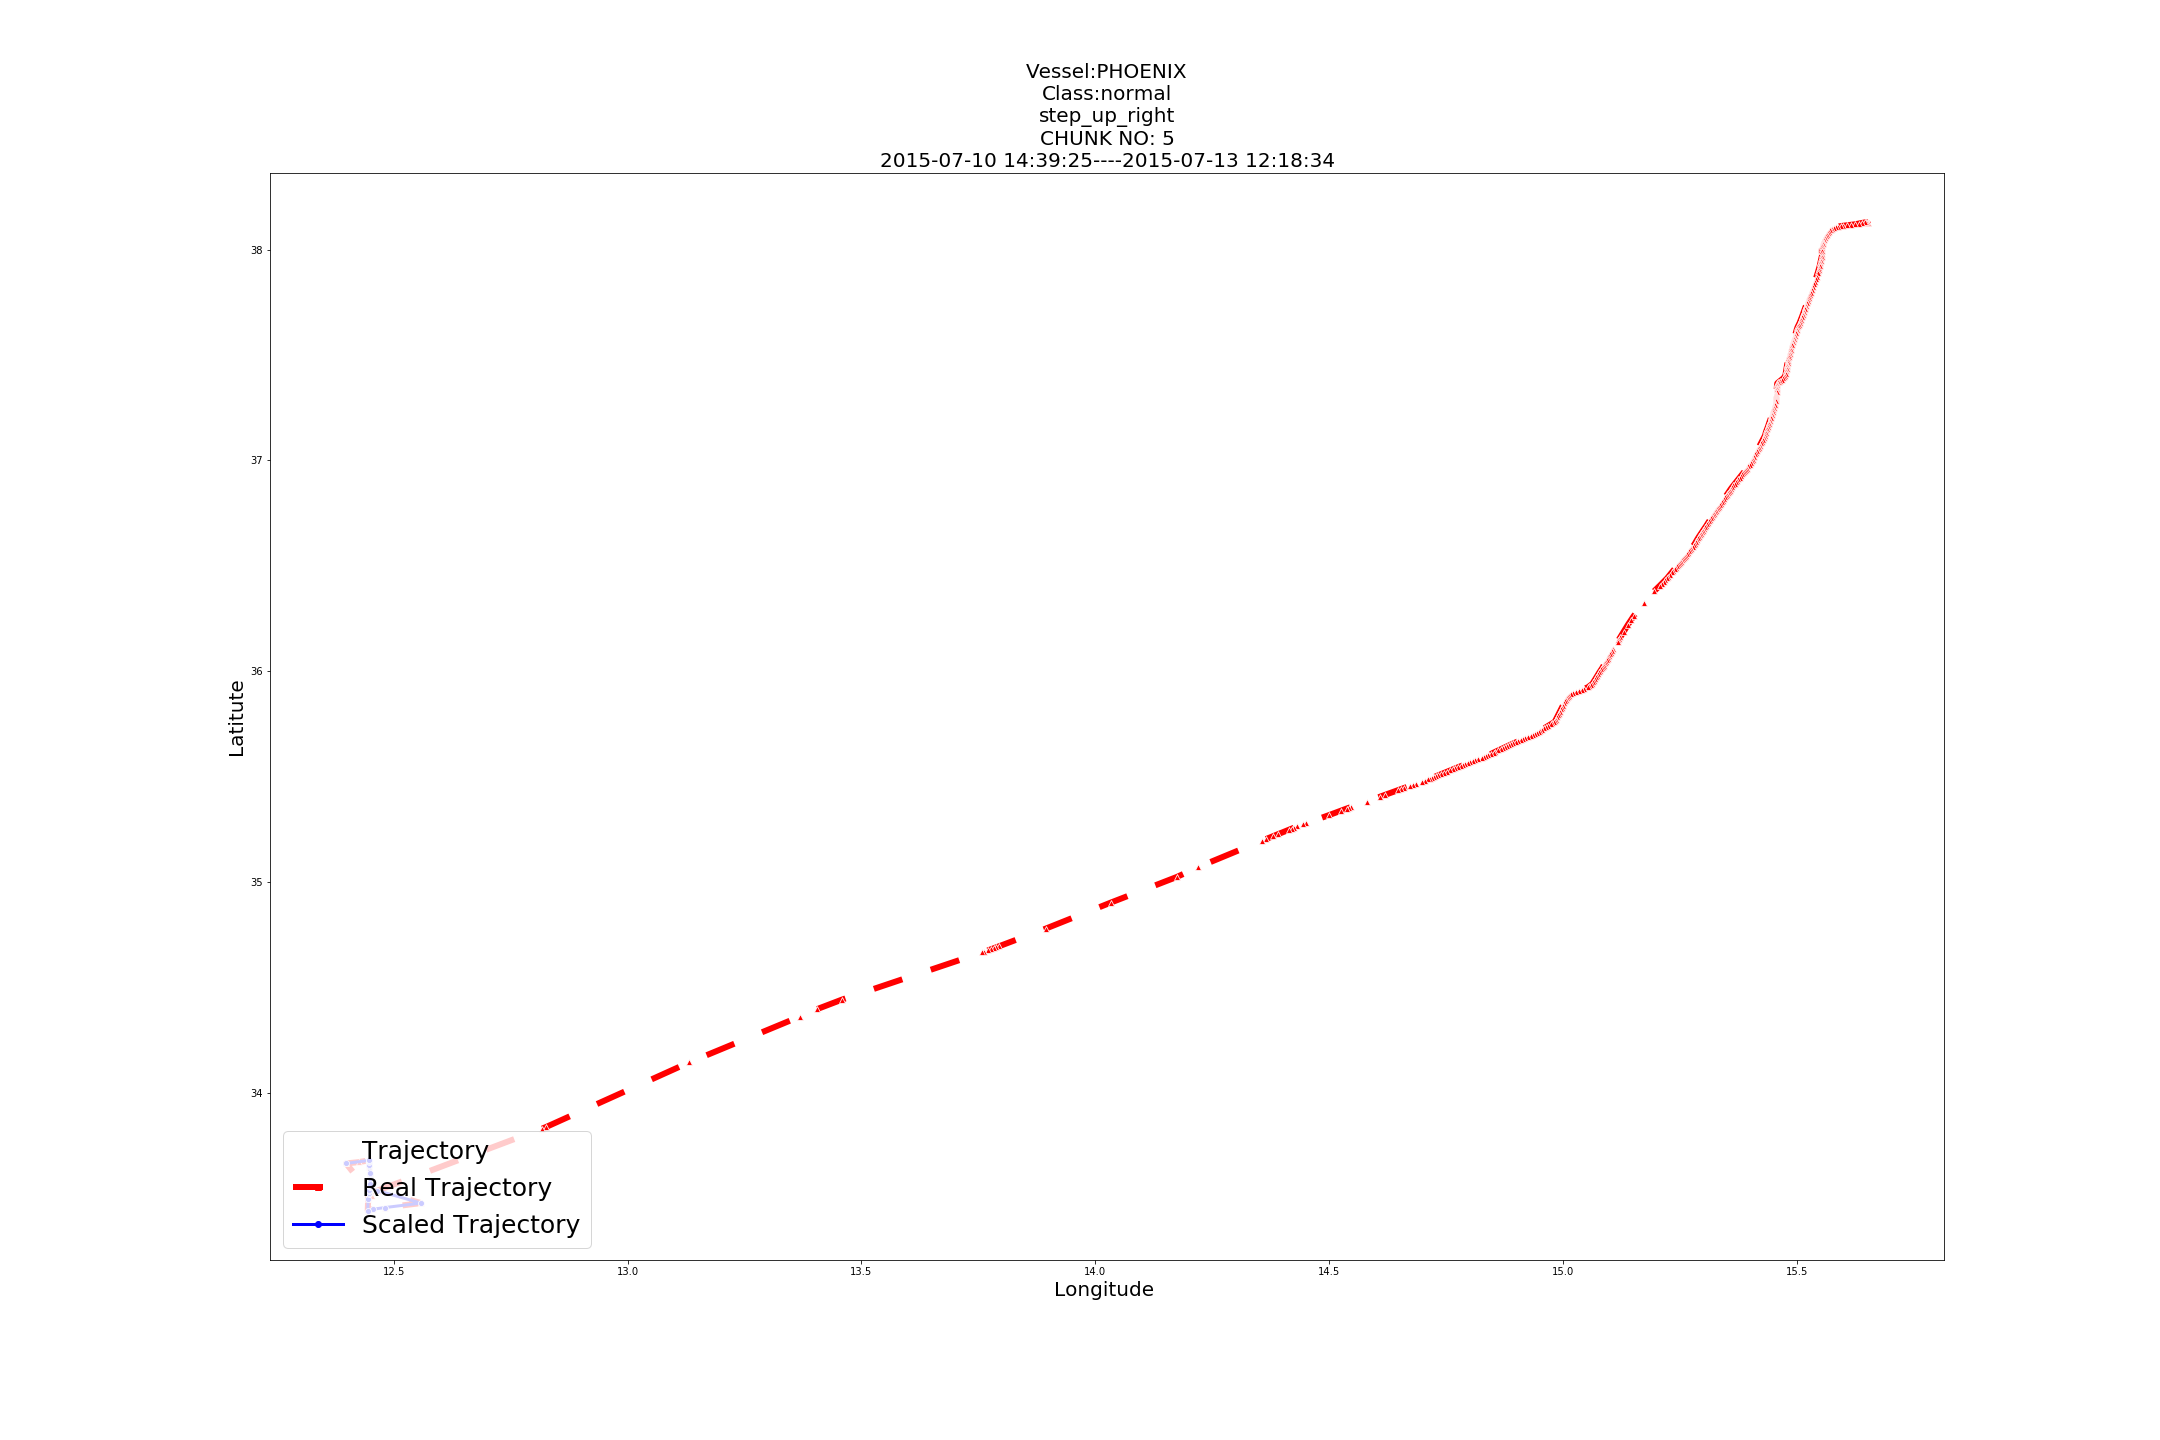 Vessel:PHOENIX
Class:normal
step_up_right
CHUNK NO: 5
2015-07-10 14:39:25----2015-07-13 12:18:34
38
37
36
35
34
Latitute
Trajectory
Real Trajectory
Scaled Trajectory
12.5 13.0 13.5 14.0 14.5 15.0 15.5
Longitude